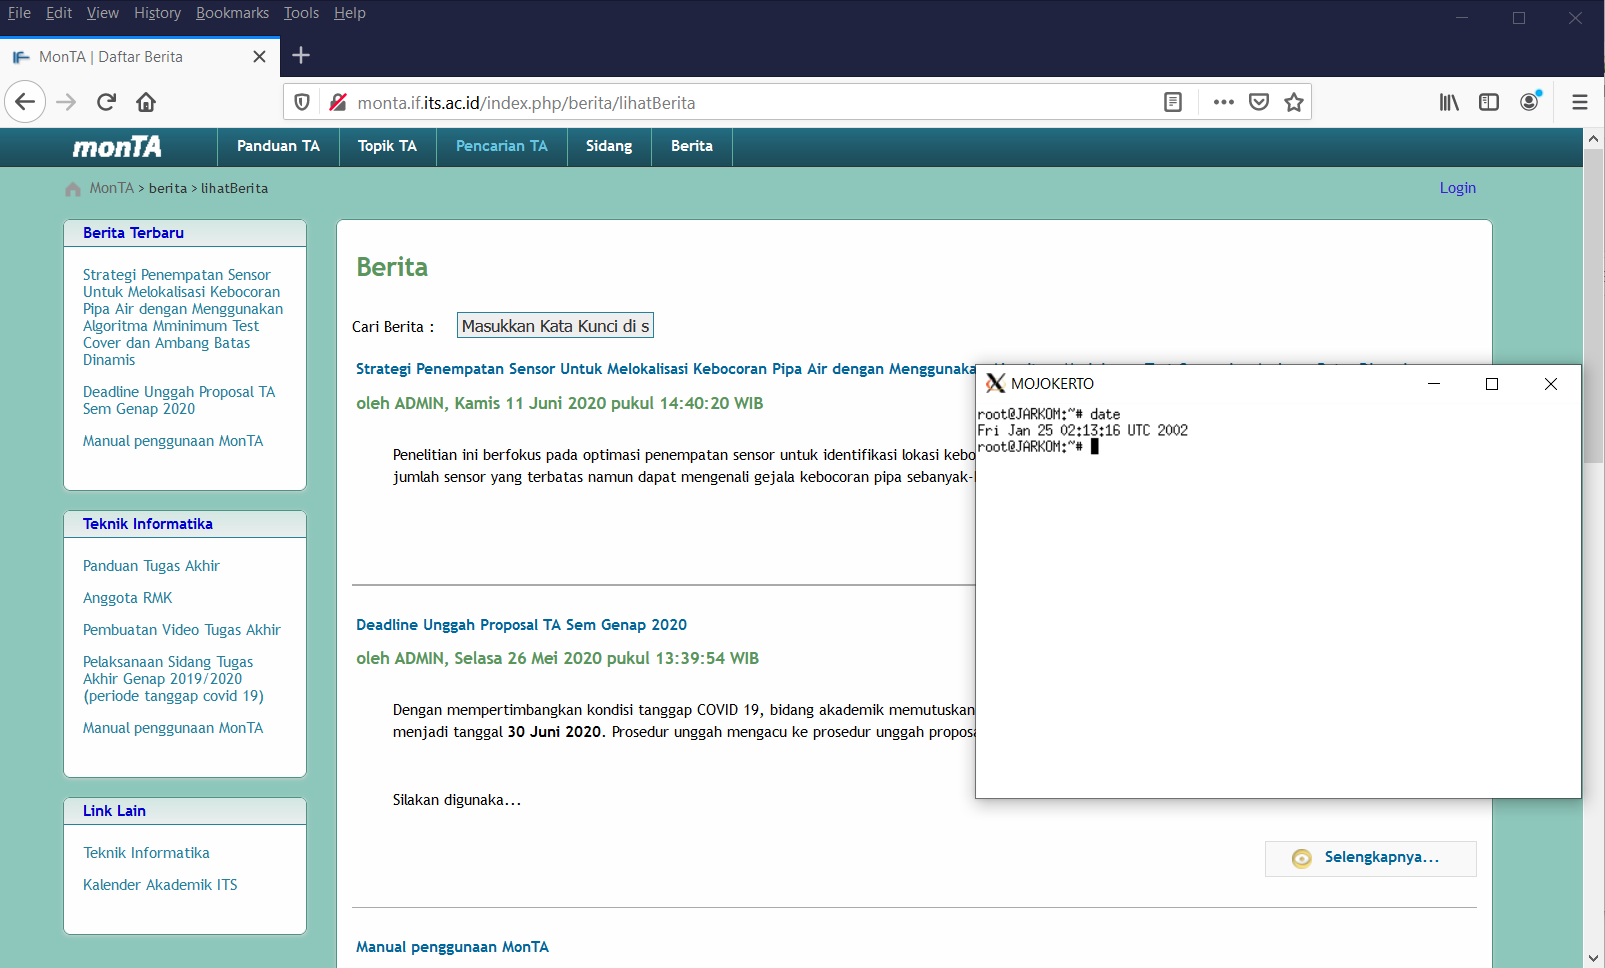 File Edit View History Bookmarks Tools Help
MonTA | Daftar Berita
monta.if.its.ac.id/index.php/berita/lihatBerita
monTA
Panduan TA
Topik TA
Pencarian TA
Sidang
Berita
MonTA > berita > lihatBerita
Login
Berita Terbaru
Strategi Penempatan Sensor
Untuk Melokalisasi Kebocoran
Pipa Air dengan Menggunakan
Algoritma Mminimum Test
Cover dan Ambang Batas
Dinamis
Deadline Unggah Proposal TA
Sem Genap 2020
Manual penggunaan MonTA
Teknik Informatika
Panduan Tugas Akhir
Anggota RMK
Pembuatan Video Tugas Akhir
Pelaksanaan Sidang Tugas
Akhir Genap 2019/2020
(periode tanggap covid 19)
Manual penggunaan MonTA
Link Lain
Teknik Informatika
Kalender Akademik ITS
Berita
Cari Berita :
Masukkan Kata Kunci di s
Strategi Penempatan Sensor Untuk Melokalisasi Kebocoran Pipa Air dengan Menggunaka
oleh ADMIN, Kamis 11 Juni 2020 pukul 14:40:20 WIB
Penelitian ini berfokus pada optimasi penempatan sensor untuk identifikasi lokasi kebo
jumlah sensor yang terbatas namun dapat mengenali gejala kebocoran pipa sebanyak-
Deadline Unggah Proposal TA Sem Genap 2020
oleh ADMIN, Selasa 26 Mei 2020 pukul 13:39:54 WIB
Dengan mempertimbangkan kondisi tanggap COVID 19, bidang akademik memutuskan
menjadi tanggal 30 Juni 2020. Prosedur unggah mengacu ke prosedur unggah propos
Silakan digunaka...
Selengkapnya...
Manual penggunaan MonTA
MOJOKERTO
root@JARKOM:~# date
Fri Jan 25 02:13:16 UTC 2002
root@JARKOM:~#